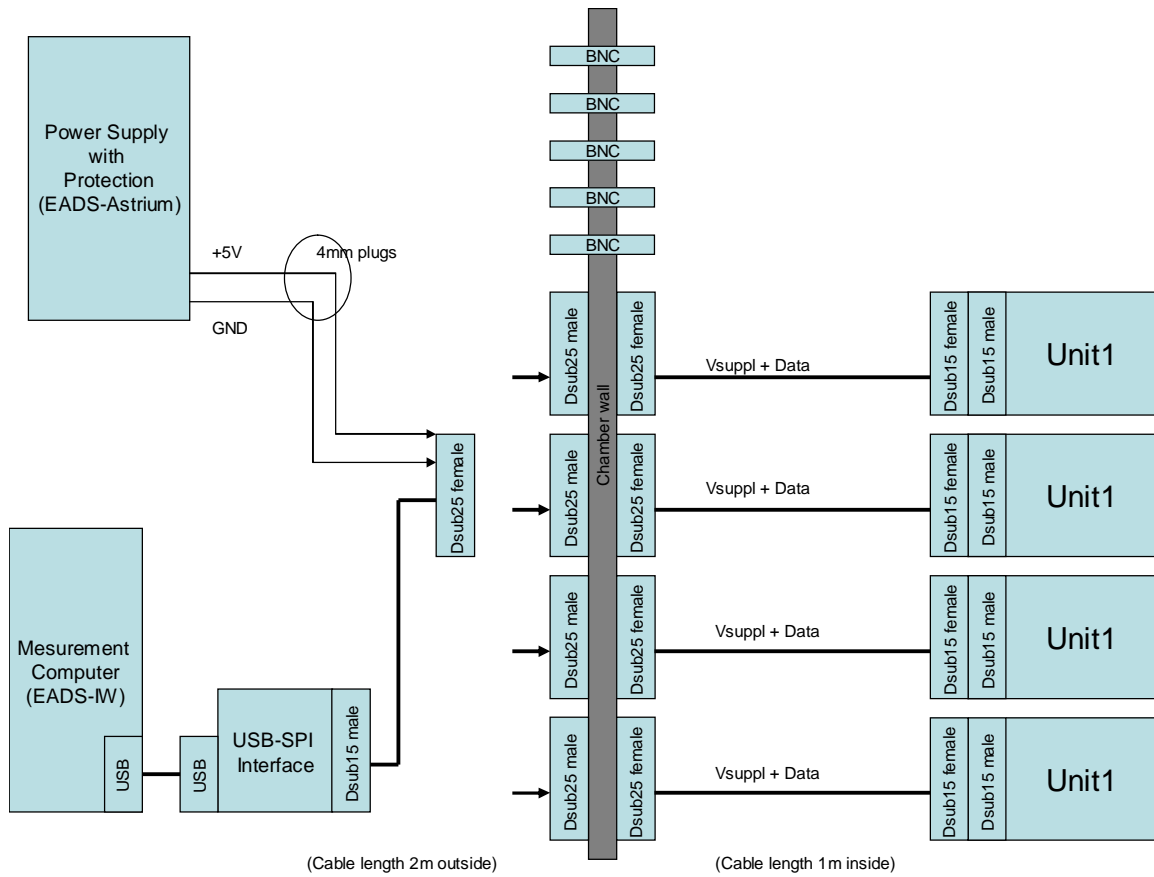 Power Supply
with
Protection
(EADS-Astrium)
+5V
4mm plugs
GND
Dsub25 female
Mesurement
Computer
(EADS-IW)
USB
USB
USB-SPI
Interface
Dsub15 male
BNC
BNC
BNC
BNC
BNC
Chamber wall
Dsub25 male
Dsub25 female
Vsuppl + Data
Dsub15 female
Dsub15 male
Unit1
Dsub25 male
Dsub25 female
Vsuppl + Data
Dsub15 female
Dsub15 male
Unit1
Dsub25 male
Dsub25 female
Vsuppl + Data
Dsub15 female
Dsub15 male
Unit1
Dsub25 male
Dsub25 female
Vsuppl + Data
Dsub15 female
Dsub15 male
Unit1
(Cable length 2m outside)
(Cable length 1m inside)